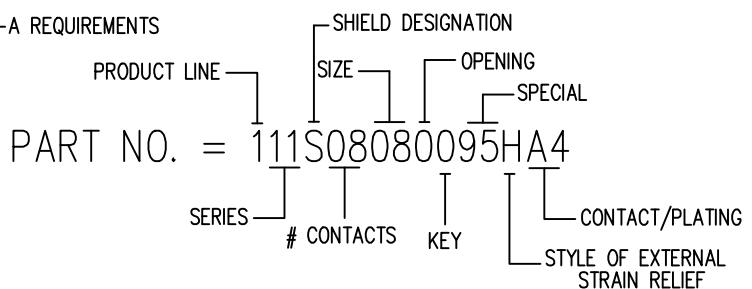 -A REQUIREMENTS
SHIELD DESIGNATION
PRODUCT LINE
SIZE
OPENING
SPECIAL
PART NO. = 111S08080095HA4
SERIES
# CONTACTS
KEY
CONTACT/PLATING
STYLE OF EXTERNAL
STRAIN RELIEF